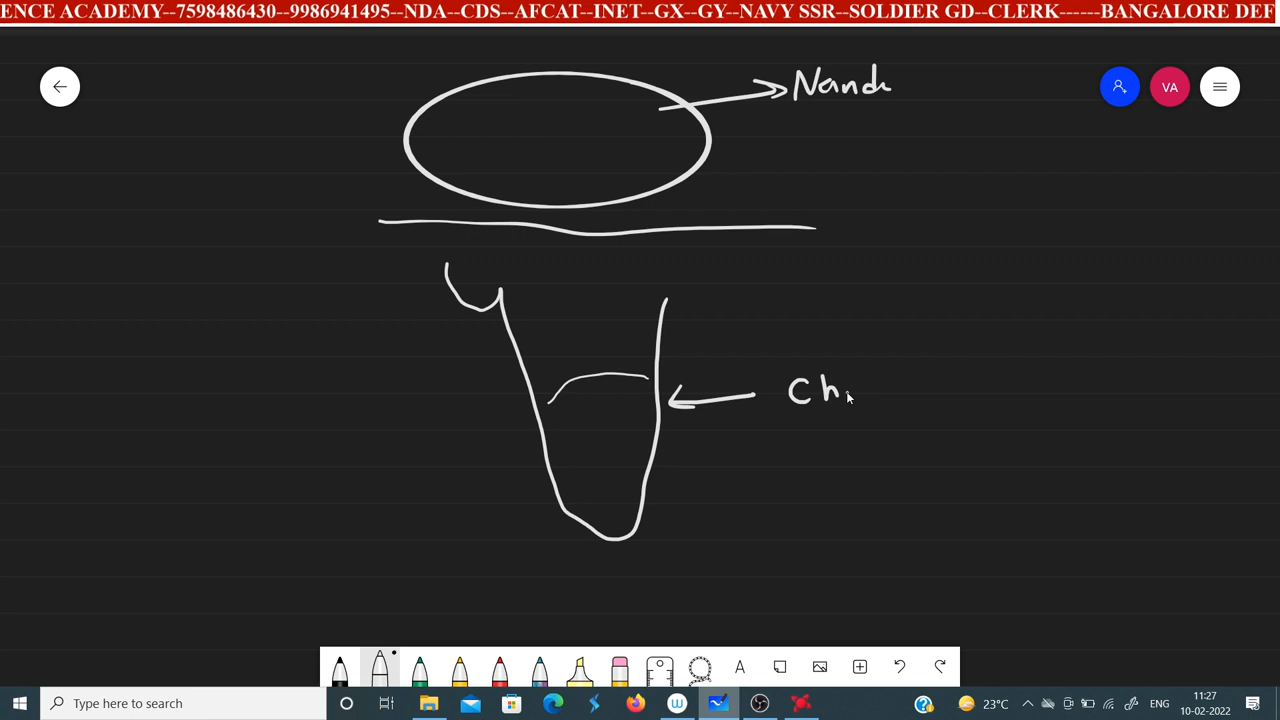 ENCE ACADEMY--7598486430--9986941495--NDA--CDS--AFCAT--INET--GX--GY--NAVY SSR--SOLDIER GD--CLERK------BANGALORE DEF
VA
Nand
Ch
A
Type here to search
23°C
ENG
11:27
10-02-2022